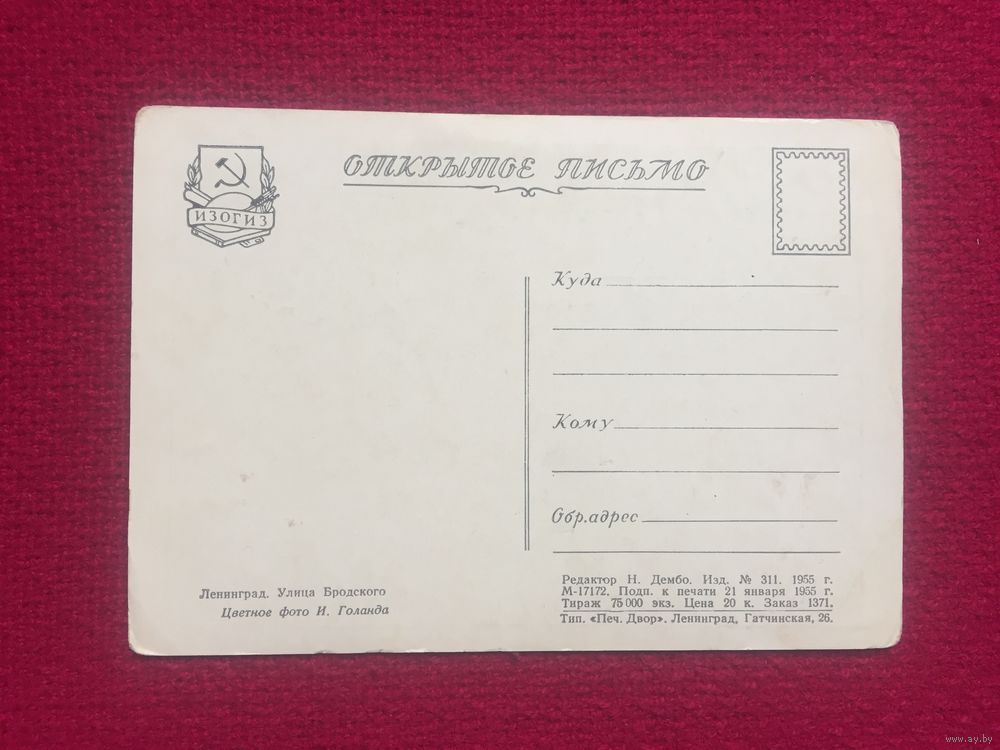 ОТКРЫТОЕ ПИСЬМО
ИЗОГИЗ
Куда
Кому
Обр.адрес
Ленинград. Улица Бродского
Цветное фото И. Голанда
Редактор Н. Дембо. Изд. № 311. 1955 г.
М-17172. Подп. к печати 21 января 1955 г.
Тираж 75 000 экз. Цена 20 к. Заказ 1371.
Тип. «Печ. Двор». Ленинград, Гатчинская, 26.
www.ay.by